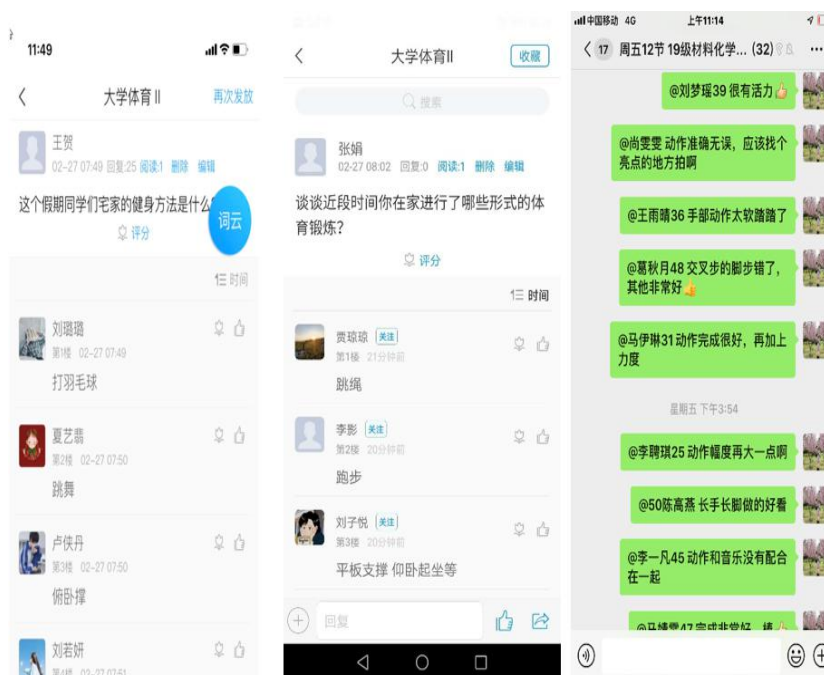 11:49
大学体育 II
再次发放
王贺
02-27 07:49 回复:25 阅读:1 删除 编辑
这个假期同学们宅家的健身方法是什么
词云
评分
时间
刘璐璐
第1楼 02-27 07:49
打羽毛球
夏艺翡
第2楼 02-27 07:50
跳舞
卢侠丹
第3楼 02-27 07:50
俯卧撑
刘若妍
第4楼 02-27 07:51
大学体育II
收藏
搜索
张娟
02-27 08:02 回复:0 阅读:1 删除 编辑
谈谈近段时间你在家进行了哪些形式的体
育锻炼?
评分
时间
贾琼琼 关注
第1楼 21分钟前
跳绳
李影 关注
第2楼 20分钟前
跑步
刘子悦 关注
第3楼 20分钟前
平板支撑 仰卧起坐等
回复
中国移动 4G 上午11:14
17 周五12节 19级材料化学... (32)
@刘梦瑶39 很有活力
@尚雯雯 动作准确无误，应该找个
亮点的地方拍啊
@王雨晴36 手部动作太软踏踏了
@葛秋月48 交叉步的脚步错了，
其他非常好
@马伊琳31 动作完成很好，再加上
力度
星期五 下午3:54
@李聘琪25 动作幅度再大一点啊
@50陈高燕 长手长脚做的好看
@李一凡45 动作和音乐没有配合
在一起